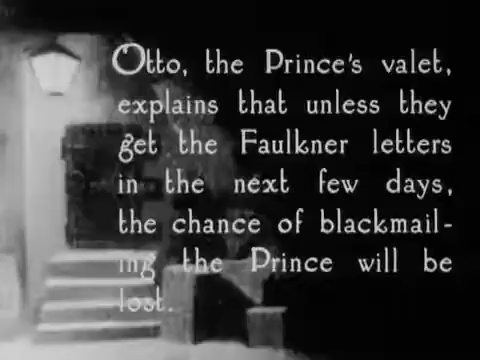 Otto, the Prince's valet,
explains that unless they
get the Faulkner letters
in the next few days,
the chance of blackmail-
ing the Prince will be
lost.